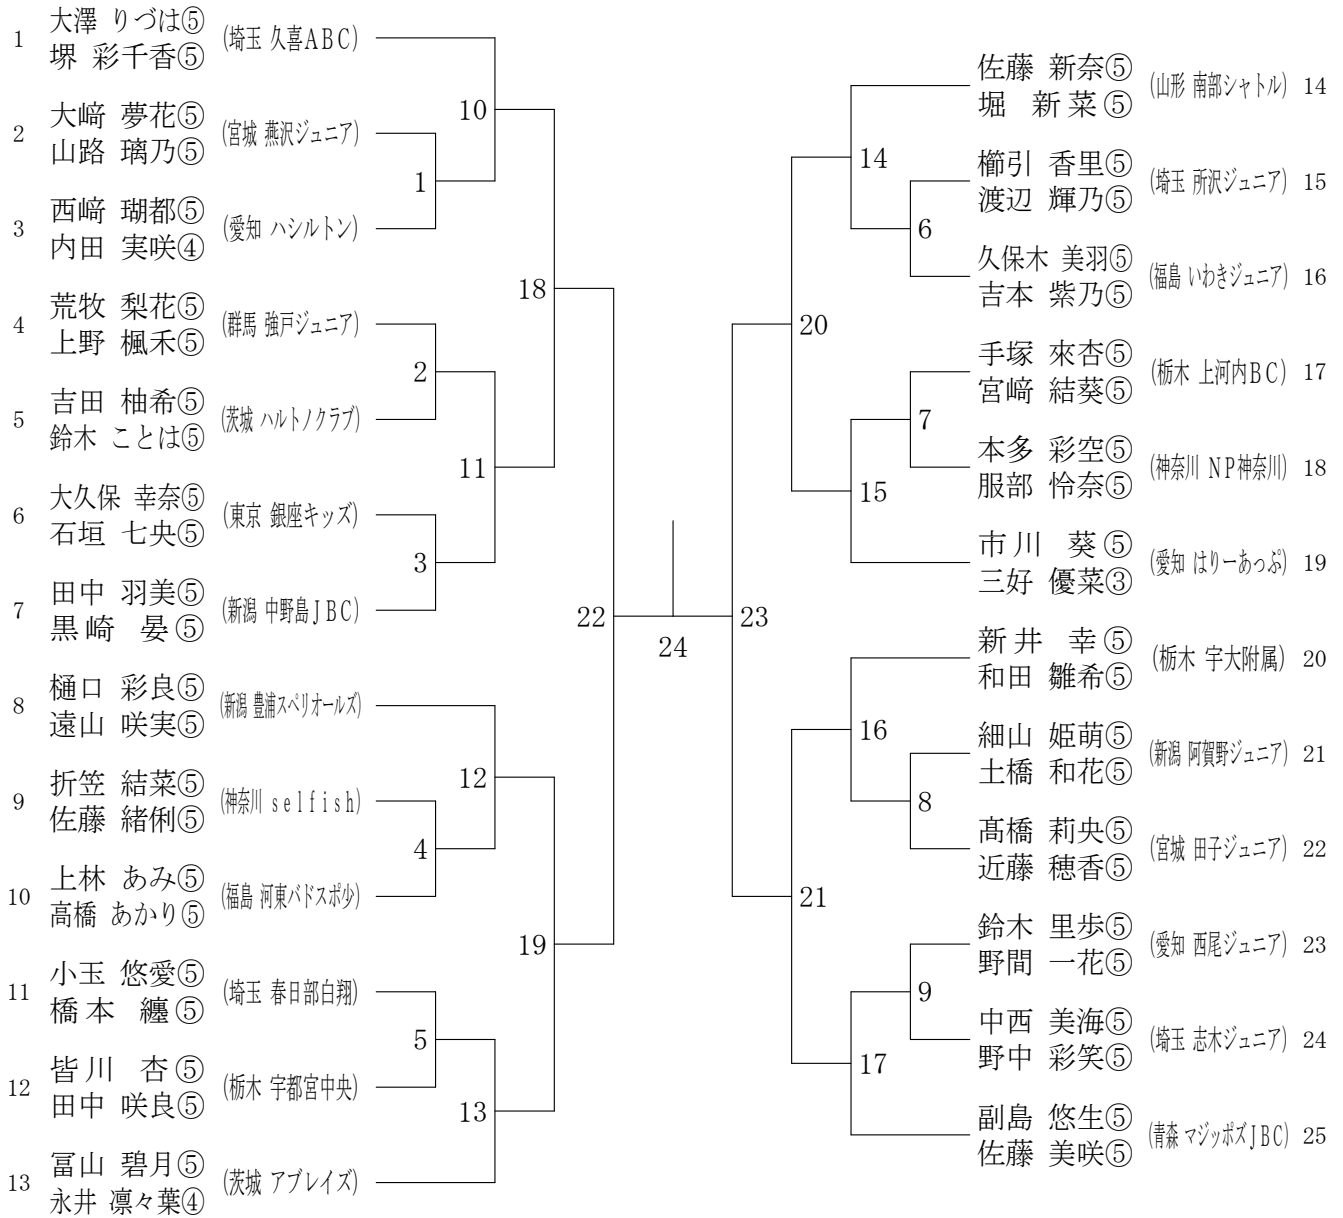 1 大澤 りづは⑤ (埼玉 久喜ABC)
堺 彩千香⑤
2 大﨑 夢花⑤ (宮城 燕沢ジュニア)
山路 璃乃⑤
3 西﨑 瑚都⑤ (愛知 ハシルトン)
内田 実咲④
4 荒牧 梨花⑤ (群馬 強戸ジュニア)
上野 楓禾⑤
5 吉田 柚希⑤ (茨城 ハルトノクラブ)
鈴木 ことは⑤
6 大久保 幸奈⑤ (東京 銀座キッズ)
石垣 七央⑤
7 田中 羽美⑤ (新潟 中野島JBC)
黒崎 晏⑤
8 樋口 彩良⑤ (新潟 豊浦スペリオールズ)
遠山 咲実⑤
9 折笠 結菜⑤ (神奈川 selfish)
佐藤 緒俐⑤
10 上林 あみ⑤ (福島 河東バドスポ少)
高橋 あかり⑤
11 小玉 悠愛⑤ (埼玉 春日部白翔)
橋本 纏⑤
12 皆川 杏⑤ (栃木 宇都宮中央)
田中 咲良⑤
13 冨山 碧月⑤ (茨城 アブレイズ)
永井 凛々葉④
10
1
18
2
11
3
22
12
4
19
5
13
24
14
6
20
7
15
23
16
8
21
9
17
佐藤 新奈⑤ (山形 南部シャトル) 14
堀 新菜⑤
櫛引 香里⑤ (埼玉 所沢ジュニア) 15
渡辺 輝乃⑤
久保木 美羽⑤ (福島 いわきジュニア) 16
吉本 紫乃⑤
手塚 來杏⑤ (栃木 上河内BC) 17
宮﨑 結葵⑤
本多 彩空⑤ (神奈川 NP神奈川) 18
服部 怜奈⑤
市川 葵⑤ (愛知 はりーあっぷ) 19
三好 優菜③
新井 幸⑤ (栃木 宇大附属) 20
和田 雛希⑤
細山 姫萌⑤ (新潟 阿賀野ジュニア) 21
土橋 和花⑤
髙橋 莉央⑤ (宮城 田子ジュニア) 22
近藤 穂香⑤
鈴木 里歩⑤ (愛知 西尾ジュニア) 23
野間 一花⑤
中西 美海⑤ (埼玉 志木ジュニア) 24
野中 彩笑⑤
副島 悠生⑤ (青森 マジッポズJBC) 25
佐藤 美咲⑤